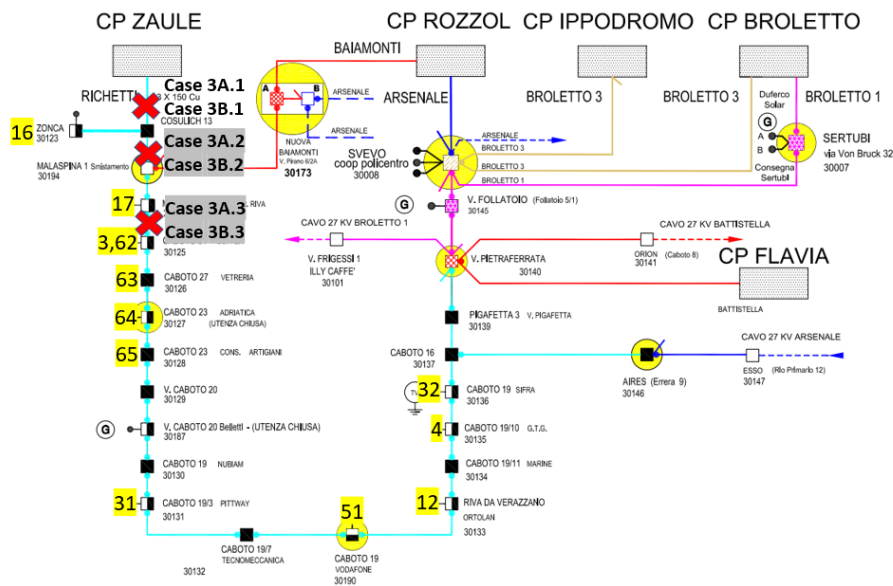 CP ZAULE
CP ROZZOL
CP IPPODROMO
CP BROLETTO
BAIAMONTI
RICHETTI
3 X 150 Cu
Case 3A.1
Case 3B.1
COSULICH 13
16
ZONCA
30123
Case 3A.2
Case 3B.2
MALASPINA 1 Smistamento
30194
A
B
ARSENALE
ARSENALE
NUOVA
BAIAMONTI
V. Pirano 6/2A
30173
ARSENALE
BROLETTO 3
BROLETTO 3
BROLETTO 1
SVEVO
coop policentro
30008
ARSENALE
BROLETTO 3
BROLETTO 3
BROLETTO 1
Duferco
Solar
G
A
B
Consegna
Sertubi
SERTUBI
via Von Bruck 32
30007
17
RIVA
Case 3A.3
Case 3B.3
3,62
30125
G
V. FOLLATOIO (Follatoio 5/1)
30145
CAVO 27 KV BROLETTO 1
V. FRIGESSI 1
ILLY CAFFE'
30101
V. PIETRAFERRATA
30140
CAVO 27 KV BATTISTELLA
ORION (Caboto 8)
30141
CP FLAVIA
BATTISTELLA
63
CABOTO 27 VETRERIA
30126
64
CABOTO 23 ADRIATICA
30127 (UTENZA CHIUSA)
PIGAFETTA 3 V. PIGAFETTA
30139
65
CABOTO 23 CONS. ARTIGIANI
30128
CABOTO 16
30137
CAVO 27 KV ARSENALE
AIRES (Errera 9)
30146
ESSO (Rio Primario 12)
30147
V. CABOTO 20
30129
32
CABOTO 19 SIFRA
30136
G
V. CABOTO 20 Belletti - (UTENZA CHIUSA)
30187
4
CABOTO 19/10 G.T.G.
30135
CABOTO 19 NUBIAM
30130
CABOTO 19/11 MARINE
30134
31
CABOTO 19/3 PITTWAY
30131
51
12
RIVA DA VERAZZANO
ORTOLAN
30133
CABOTO 19/7
TECNOMECCANICA
30132
CABOTO 19
VODAFONE
30190